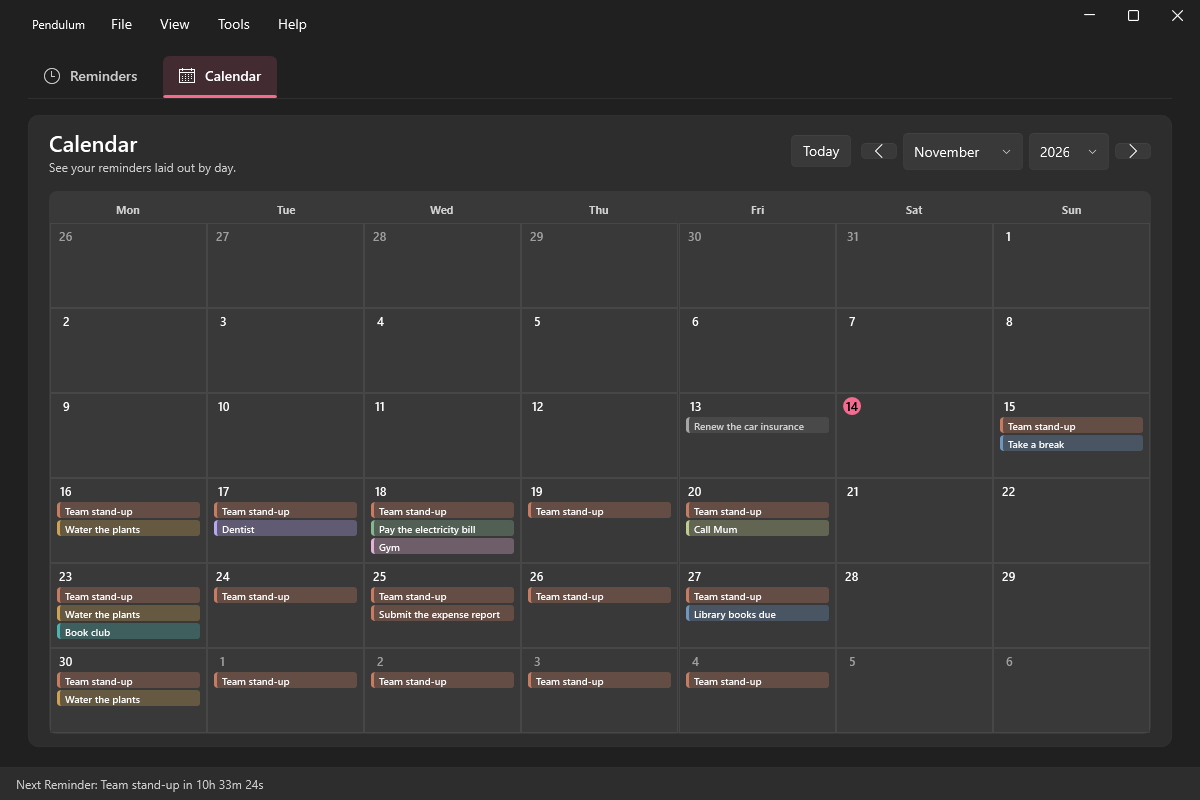 Pendulum File View Tools Help
Reminders Calendar
Calendar
See your reminders laid out by day.
Today November 2026
Mon Tue Wed Thu Fri Sat Sun
26 27 28 29 30 31 1
2 3 4 5 6 7 8
9 10 11 12 13 14 15
Renew the car insurance Team stand-up
Take a break
16 17 18 19 20 21 22
Team stand-up Team stand-up Team stand-up Team stand-up Team stand-up
Water the plants Dentist Pay the electricity bill Call Mum
Gym
23 24 25 26 27 28 29
Team stand-up Team stand-up Team stand-up Team stand-up Team stand-up
Water the plants Submit the expense report Library books due
Book club
30 1 2 3 4 5 6
Team stand-up Team stand-up Team stand-up Team stand-up Team stand-up
Water the plants
Next Reminder: Team stand-up in 10h 33m 24s